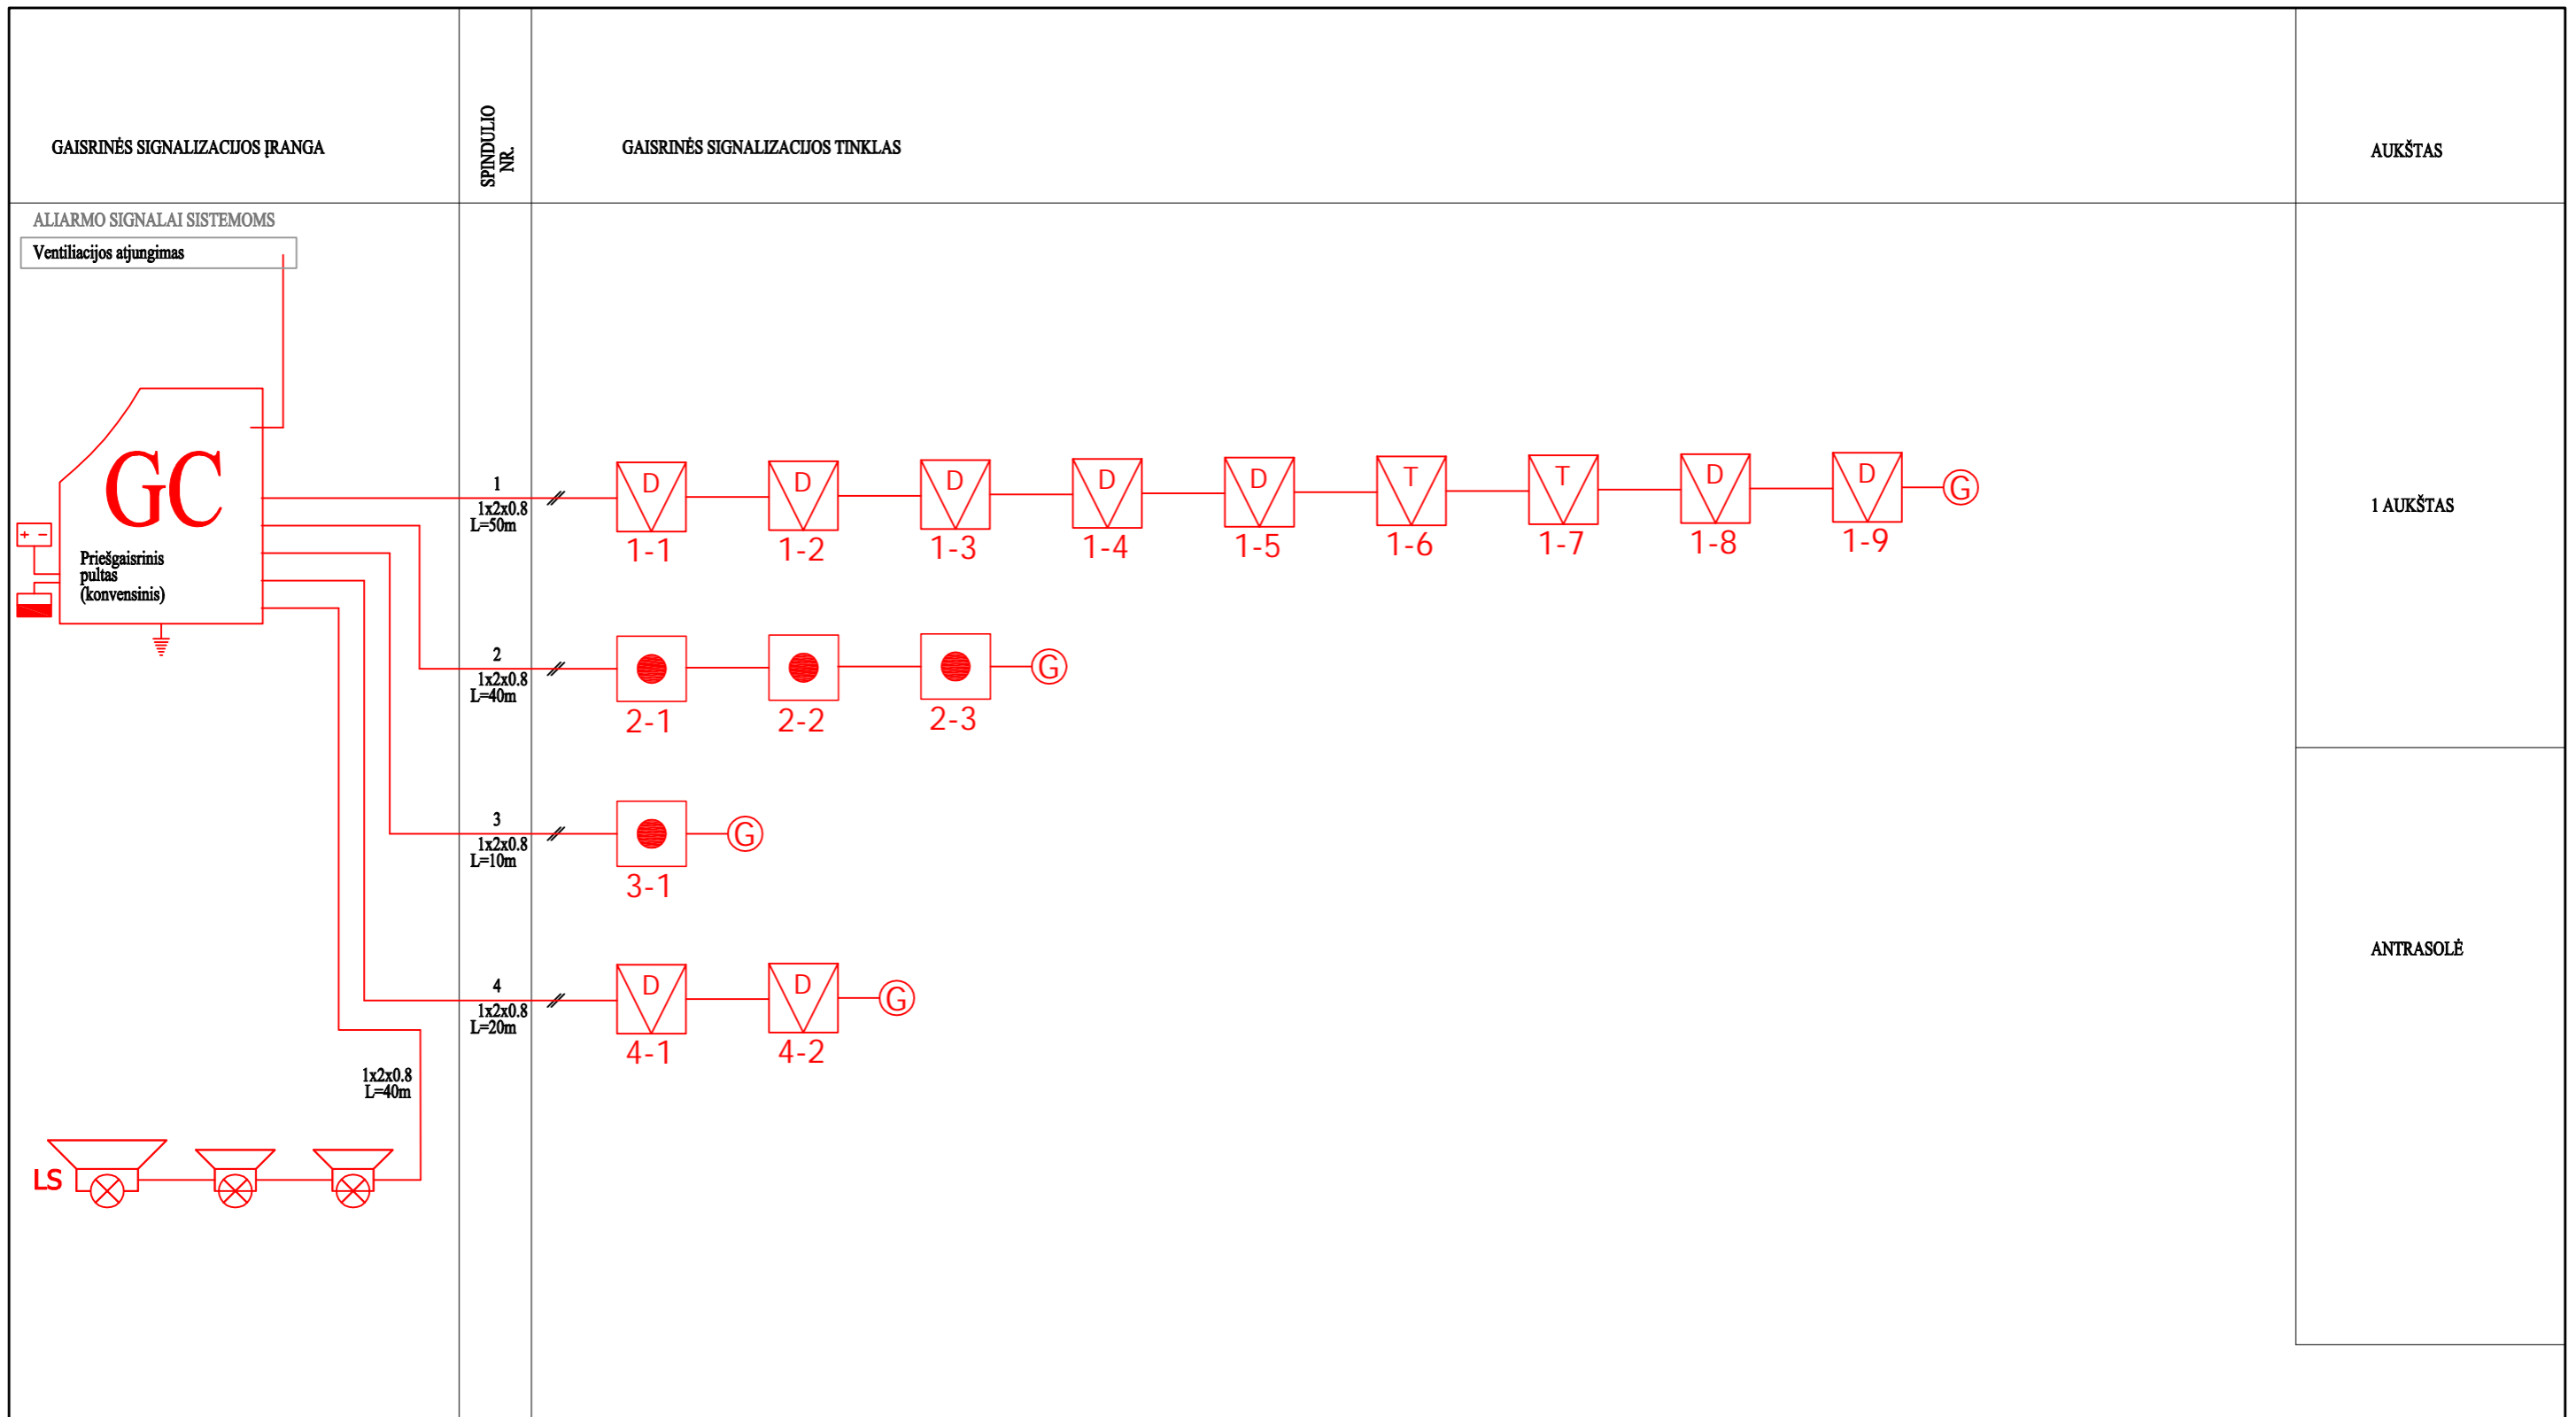 GAISRINĖS SIGNALIZACIJOS ĮRANGA
SPINDULIO
NR.
GAISRINĖS SIGNALIZACIJOS TINKLAS
AUKŠTAS
ALIARMO SIGNALAI SISTEMOMS
Ventiliacijos atjungimas
GC
+ −
Priešgaisrinis
pultas
(konvensinis)
1
1x2x0.8
L=50m
D D D D D T T D D G
1-1 1-2 1-3 1-4 1-5 1-6 1-7 1-8 1-9
1 AUKŠTAS
2
1x2x0.8
L=40m
G
2-1 2-2 2-3
3
1x2x0.8
L=10m
G
3-1
ANTRASOLĖ
4
1x2x0.8
L=20m
D D G
4-1 4-2
1x2x0.8
L=40m
LS